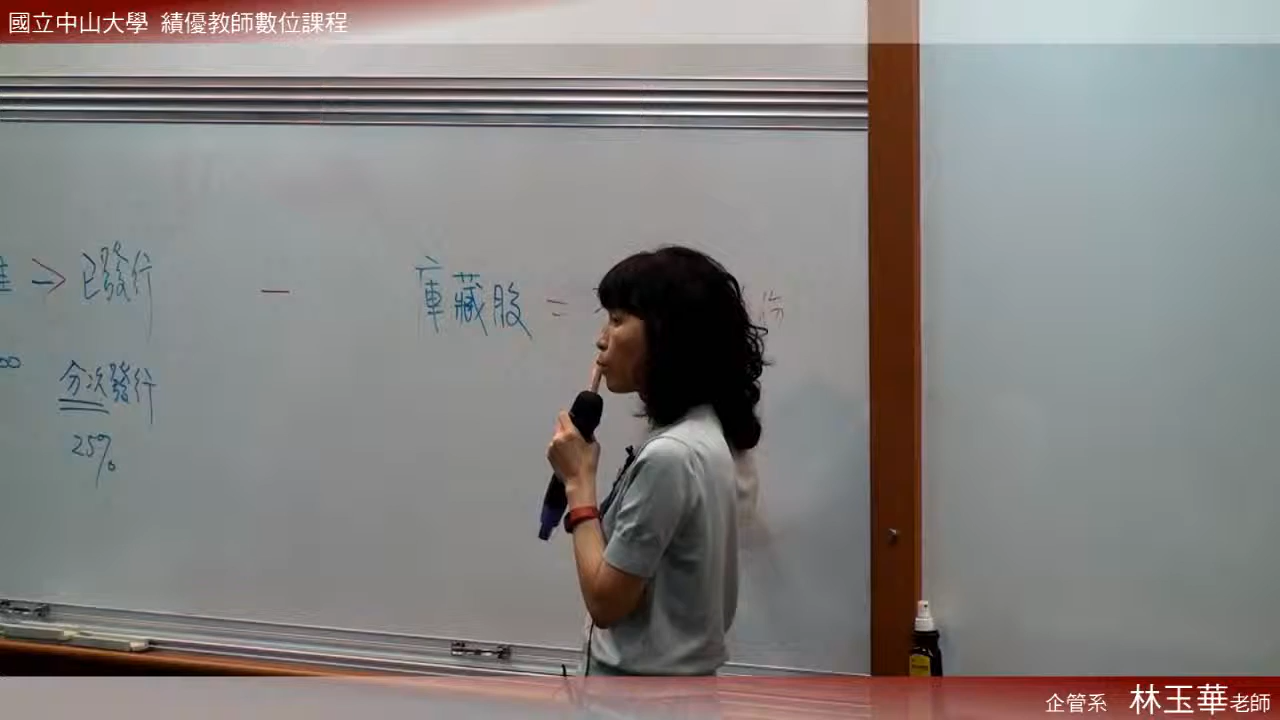 國立中山大學 績優教師數位課程
→ 已發行 — 庫藏股 =
分次發行
25%
企管系 林玉華老師